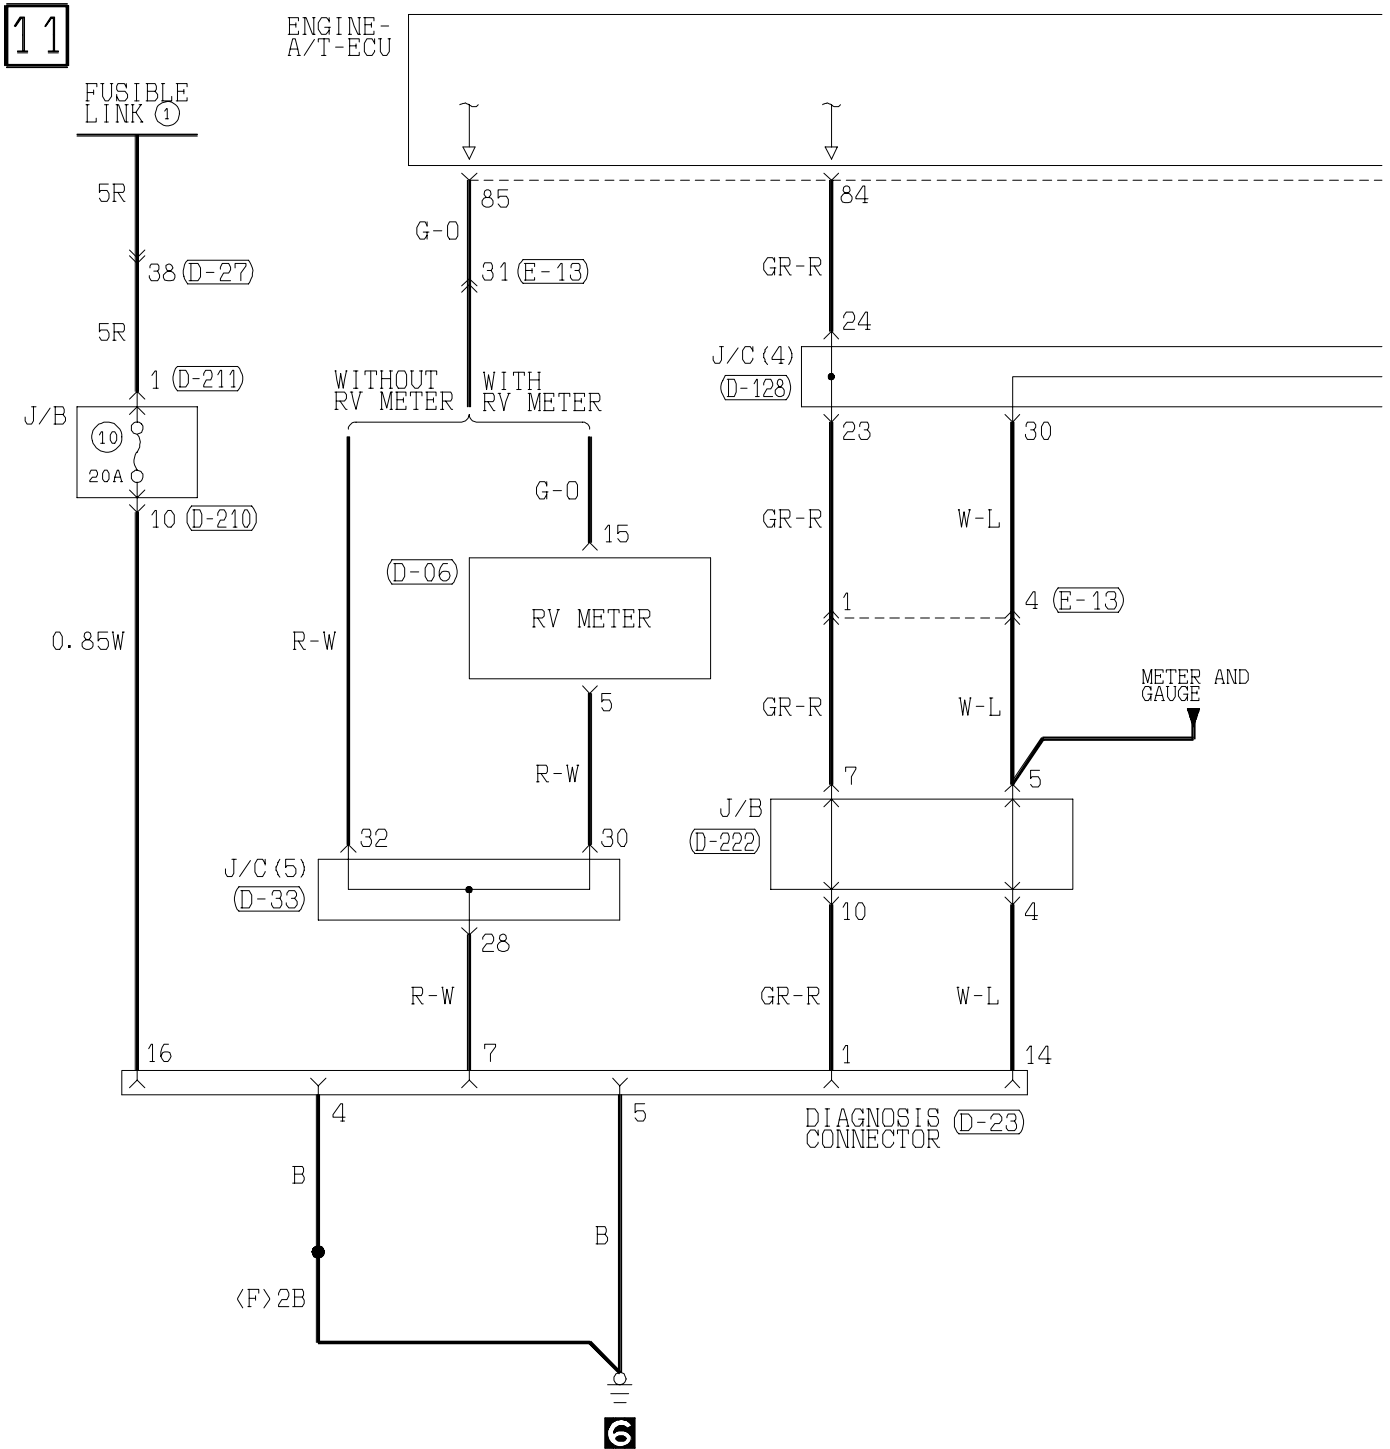 11
ENGINE-
A/T-ECU
FUSIBLE
LINK 1
5R
85
84
G-O
38 (D-27)
31 (E-13)
GR-R
5R
24
1 (D-211)
J/C(4)
(D-128)
WITHOUT
RV METER
WITH
RV METER
J/B
10
20A
23
30
G-O
10 (D-210)
GR-R
W-L
15
(D-06)
RV METER
1
4 (E-13)
0.85W
R-W
METER AND
GAUGE
5
GR-R
W-L
R-W
7
5
J/B
(D-222)
32
30
J/C(5)
(D-33)
10
4
28
R-W
GR-R
W-L
16
7
1
14
4
5
DIAGNOSIS
CONNECTOR (D-23)
B
B
<F>2B
6